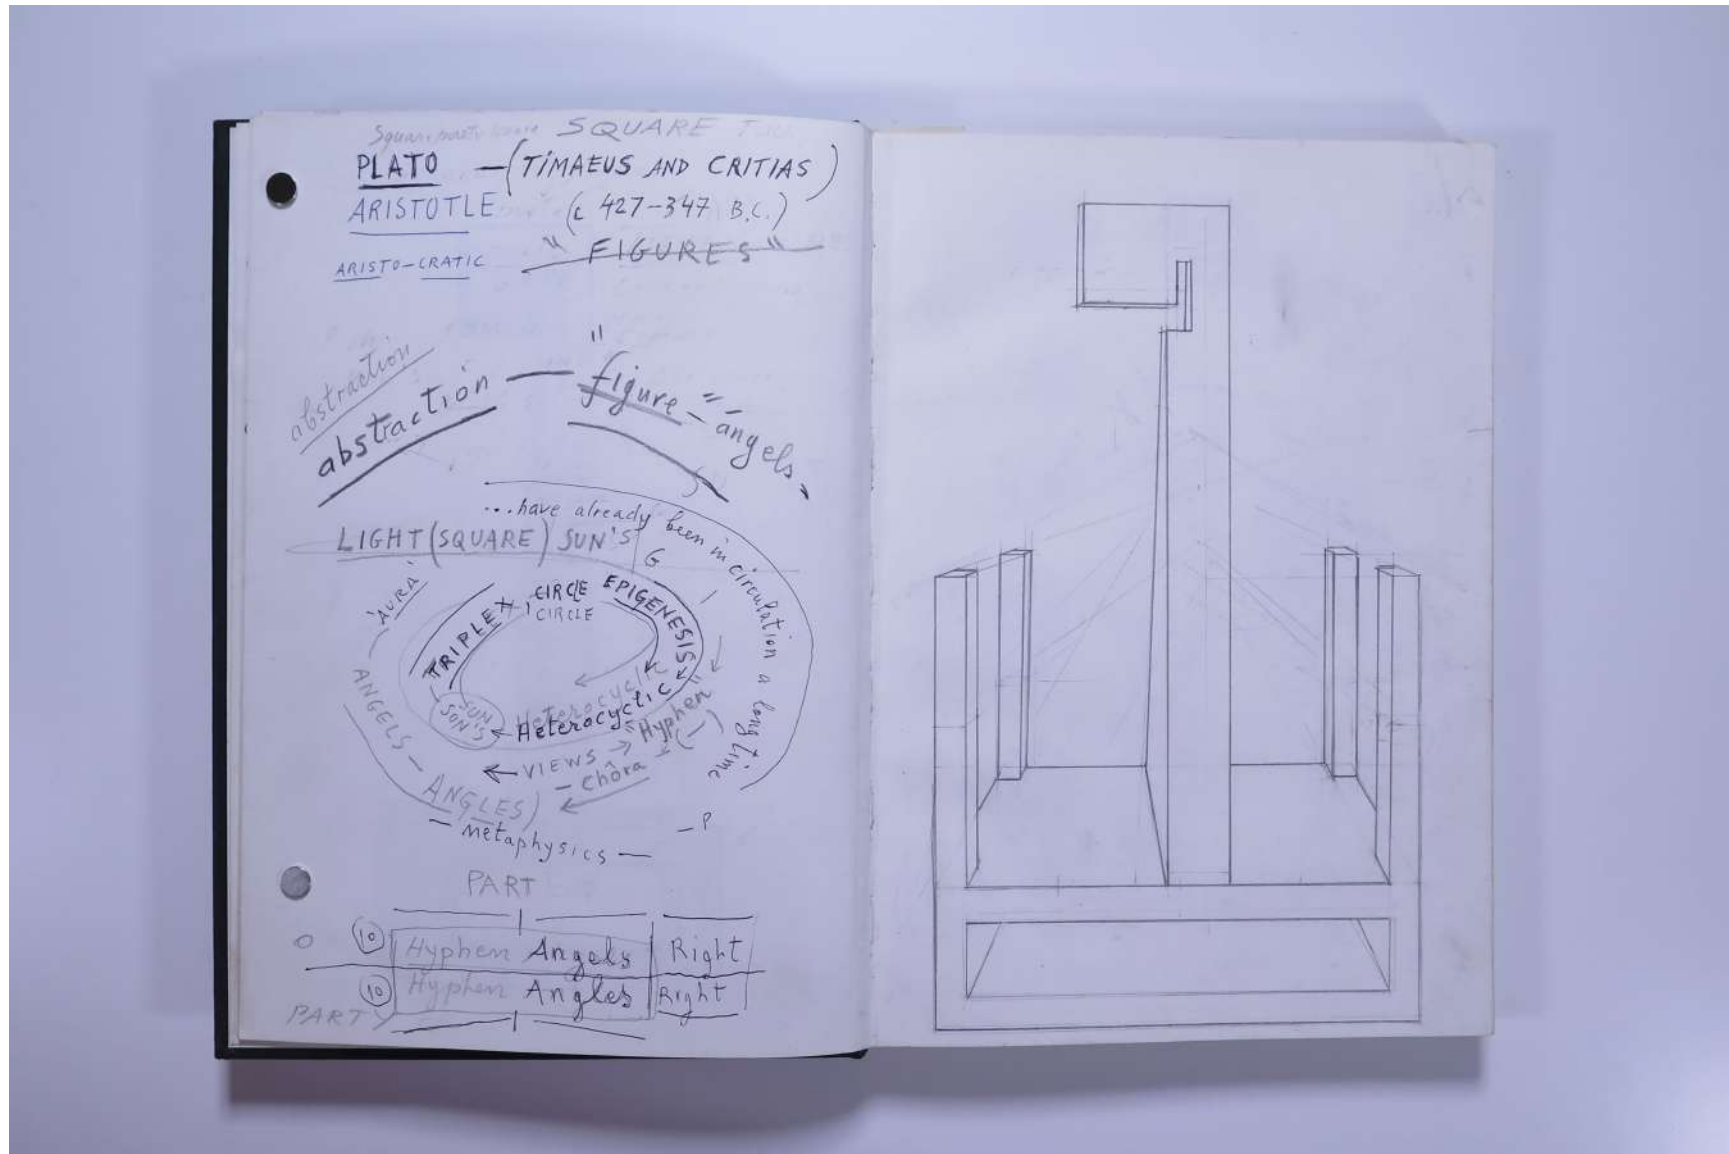 SQUARE
PLATO — (TIMAEUS AND CRITIAS)
ARISTOTLE (c 427-347 B.C.)
ARISTO-CRATIC "FIGURES"
abstraction
abstraction — "figure-" "angels"
...have already been in circulation a long time
LIGHT (SQUARE) SUN'S
G
'AURA'
TRIPLEX CIRCLE EPIGENESIS
CIRCLE
SUN
SON'S
Heterocyclic
Heterocyclic
"Hyphen"
← VIEWS → (-)
- Chôra →
— ANGELS —
ANGLES)
— metaphysics —
- P
PART
O 10 Hyphen Angels Right
10 Hyphen Angles Right
PART